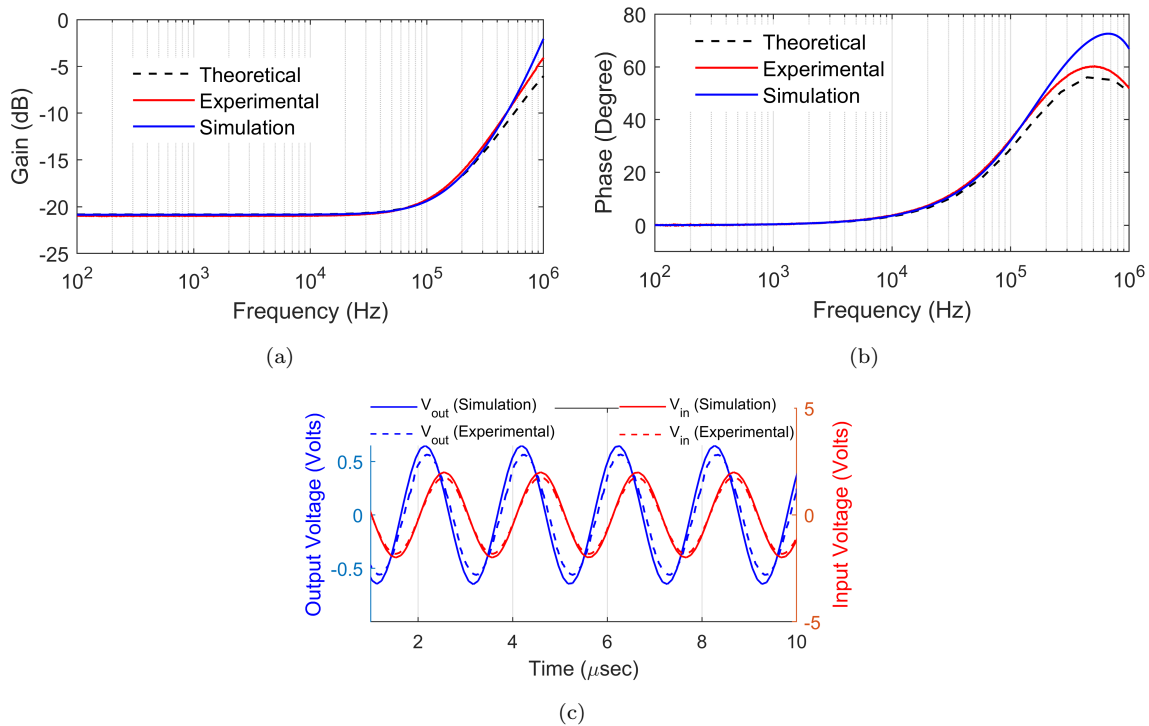 0
-5
-10
-15
-20
-25
Gain (dB)
Theoretical
Experimental
Simulation
10^2 10^3 10^4 10^5 10^6
Frequency (Hz)
(a)
80
60
40
20
0
Phase (Degree)
Theoretical
Experimental
Simulation
10^2 10^3 10^4 10^5 10^6
Frequency (Hz)
(b)
V_out (Simulation) V_in (Simulation)
V_out (Experimental) V_in (Experimental)
Output Voltage (Volts)
0.5
0
-0.5
5
0
-5
Input Voltage (Volts)
2 4 6 8 10
Time (μsec)
(c)